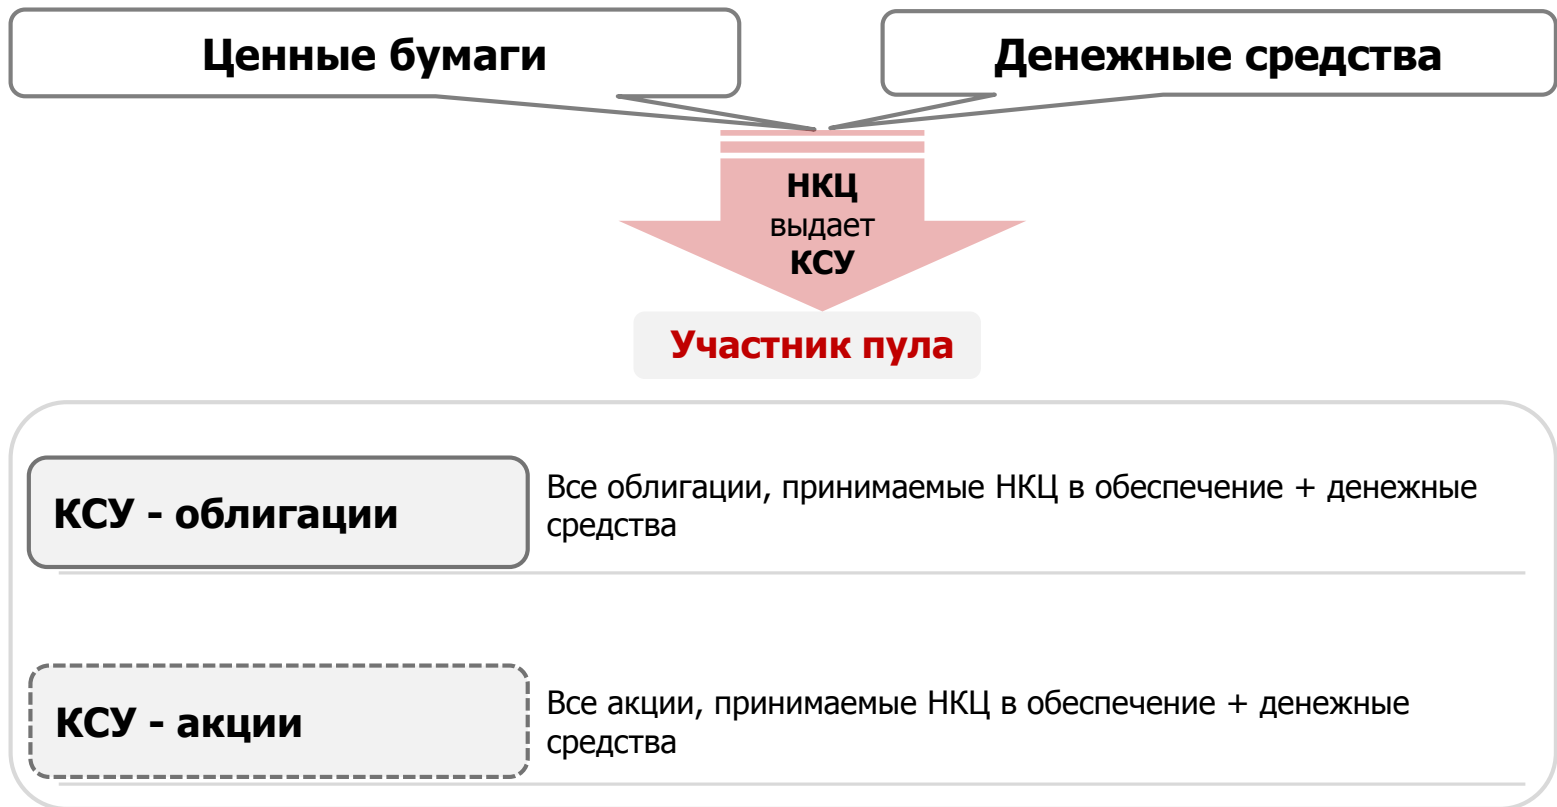 Ценные бумаги
Денежные средства
НКЦ
выдает
КСУ
Участник пула
КСУ - облигации
Все облигации, принимаемые НКЦ в обеспечение + денежные
средства
КСУ - акции
Все акции, принимаемые НКЦ в обеспечение + денежные
средства